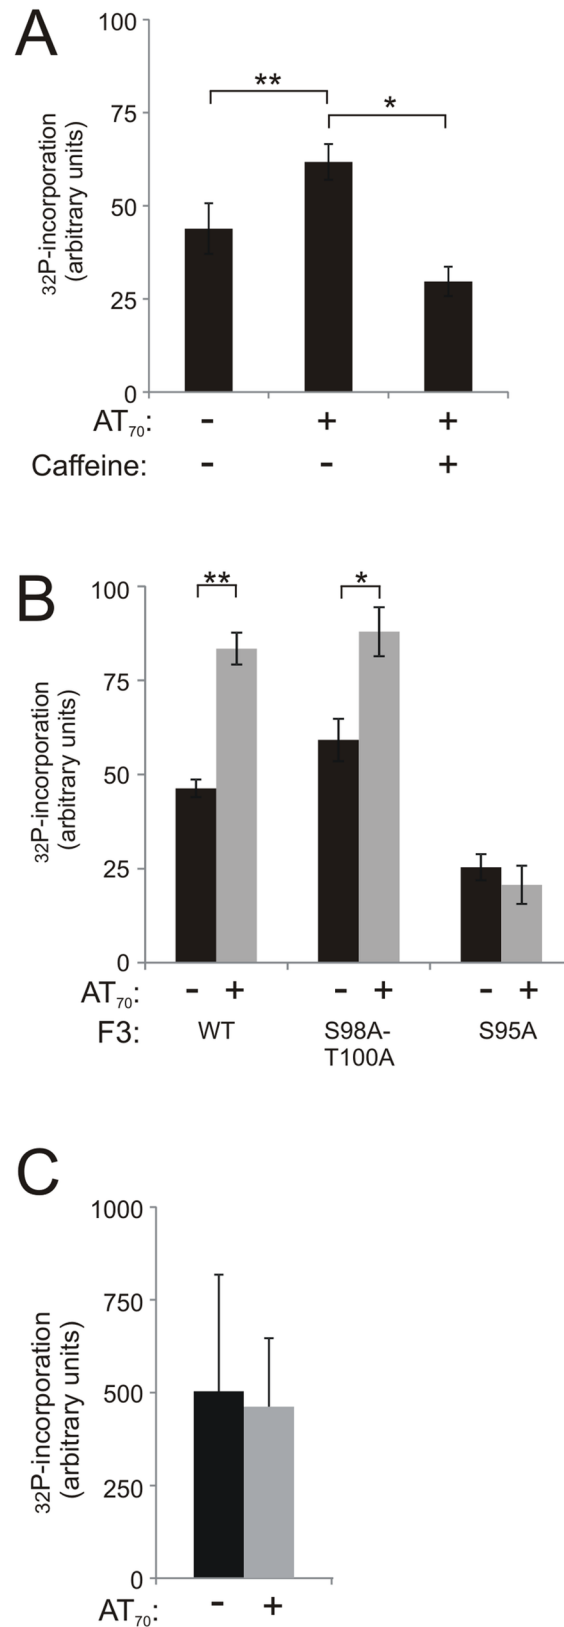 A
100
75
50
25
0
32P-incorporation
(arbitrary units)
**
*
AT70: - + +
Caffeine: - - +
B
100
75
50
25
0
32P-incorporation
(arbitrary units)
**
*
AT70: - + - + - +
F3: WT S98A- S95A
T100A
C
1000
750
500
250
0
32P-incorporation
(arbitrary units)
AT70: - +